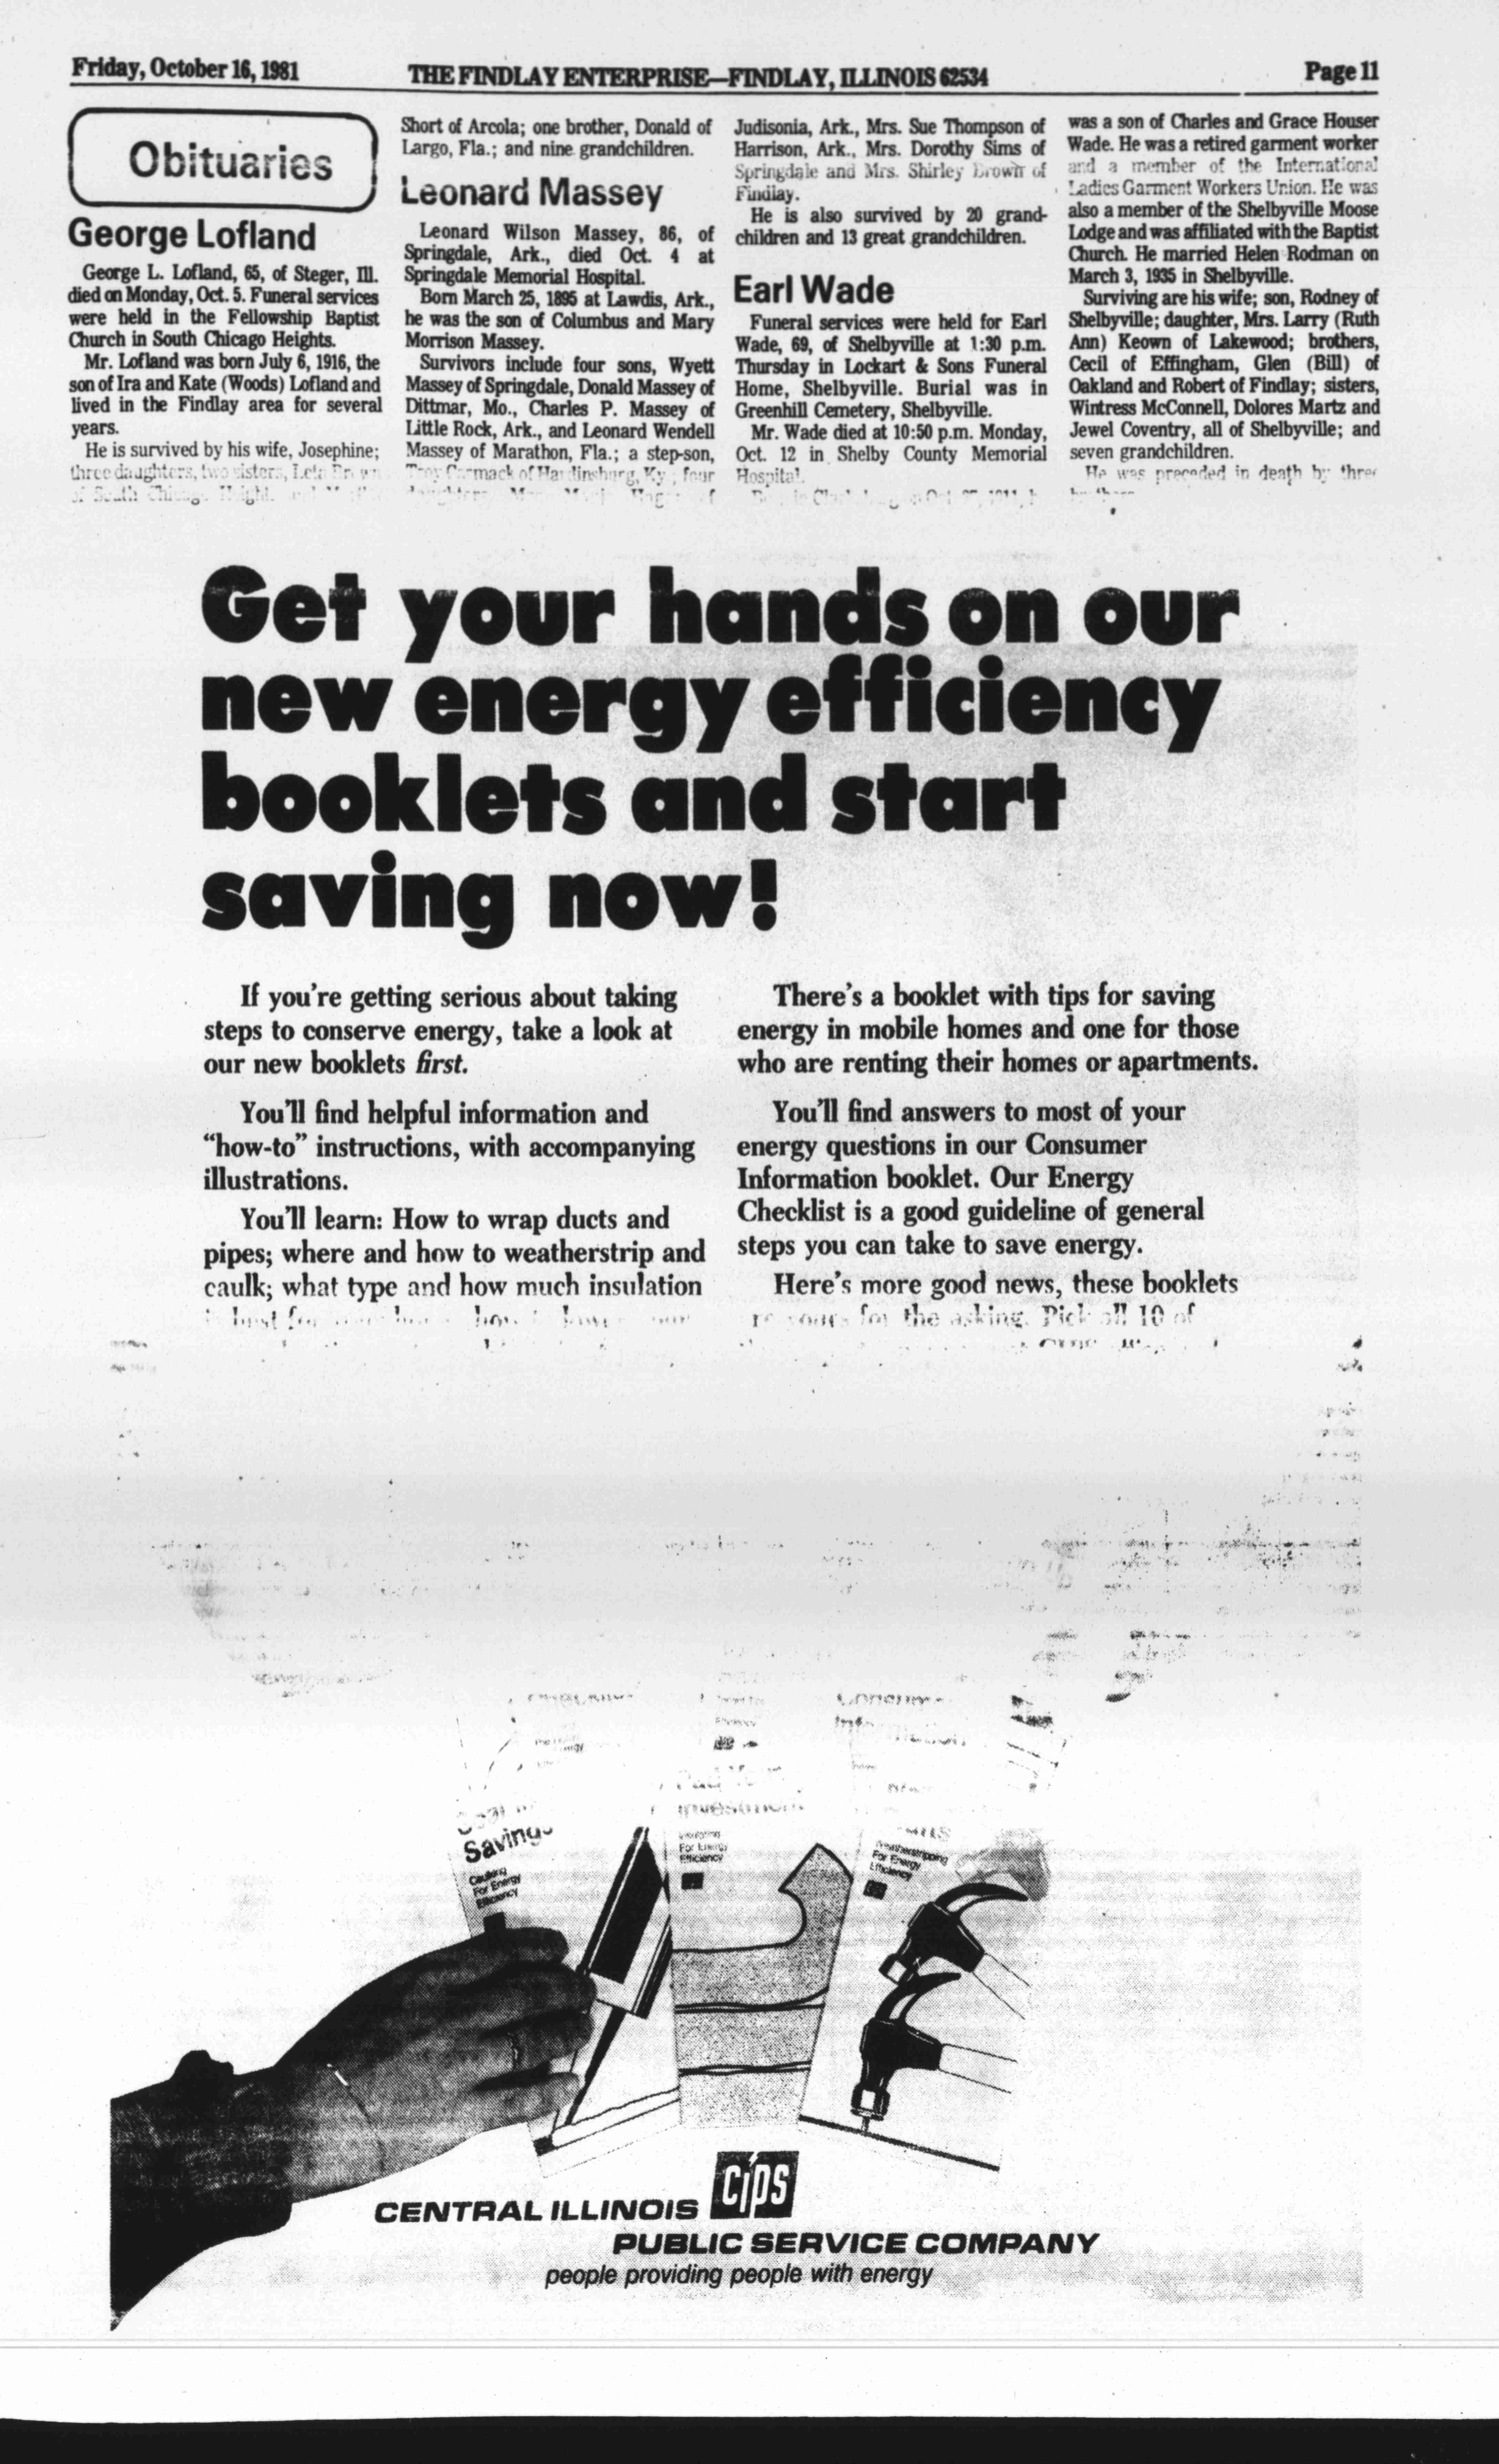 Friday, October 16, 1981
THE FINDLAY ENTERPRISE—FINDLAY, ILLINOIS 62534
Page 11
Obituaries
George Lofland
George L. Lofland, 65, of Steger, Ill.
died on Monday, Oct. 5. Funeral services
were held in the Fellowship Baptist
Church in South Chicago Heights.
Mr. Lofland was born July 6, 1916, the
son of Ira and Kate (Woods) Lofland and
lived in the Findlay area for several
years.
He is survived by his wife, Josephine;
three daughters, two sisters,
of South Chicago
Short of Arcola; one brother, Donald of
Largo, Fla.; and nine grandchildren.
Leonard Massey
Leonard Wilson Massey, 86, of
Springdale, Ark., died Oct. 4 at
Springdale Memorial Hospital.
Born March 25, 1895 at Lawdis, Ark.,
he was the son of Columbus and Mary
Morrison Massey.
Survivors include four sons, Wyett
Massey of Springdale, Donald Massey of
Dittmar, Mo., Charles P. Massey of
Little Rock, Ark., and Leonard Wendell
Massey of Marathon, Fla.; a step-son,
Troy Cormack of Hardinsburg, Ky.; four
Judisonia, Ark., Mrs. Sue Thompson of
Harrison, Ark., Mrs. Dorothy Sims of
Springdale and Mrs. Shirley Brown of
Findlay.
He is also survived by 20 grand-
children and 13 great grandchildren.
Earl Wade
Funeral services were held for Earl
Wade, 69, of Shelbyville at 1:30 p.m.
Thursday in Lockart & Sons Funeral
Home, Shelbyville. Burial was in
Greenhill Cemetery, Shelbyville.
Mr. Wade died at 10:50 p.m. Monday,
Oct. 12 in Shelby County Memorial
Hospital.
was a son of Charles and Grace Houser
Wade. He was a retired garment worker
and a member of the International
Ladies Garment Workers Union. He was
also a member of the Shelbyville Moose
Lodge and was affiliated with the Baptist
Church. He married Helen Rodman on
March 3, 1935 in Shelbyville.
Surviving are his wife; son, Rodney of
Shelbyville; daughter, Mrs. Larry (Ruth
Ann) Keown of Lakewood; brothers,
Cecil of Effingham, Glen (Bill) of
Oakland and Robert of Findlay; sisters,
Wintress McConnell, Dolores Martz and
Jewel Coventry, all of Shelbyville; and
seven grandchildren.
He was preceded in death by three
Get your hands on our
new energy efficiency
booklets and start
saving now!
If you're getting serious about taking
steps to conserve energy, take a look at
our new booklets first.
You'll find helpful information and
“how-to” instructions, with accompanying
illustrations.
You'll learn: How to wrap ducts and
pipes; where and how to weatherstrip and
caulk; what type and how much insulation
There's a booklet with tips for saving
energy in mobile homes and one for those
who are renting their homes or apartments.
You'll find answers to most of your
energy questions in our Consumer
Information booklet. Our Energy
Checklist is a good guideline of general
steps you can take to save energy.
Here's more good news, these booklets
for the asking. Pick all 10 of
Savings
Caulking
For Energy
Efficiency
Investment
For Energy
Efficiency
Weatherstripping
For Energy
Efficiency
CIPS
CENTRAL ILLINOIS
PUBLIC SERVICE COMPANY
people providing people with energy